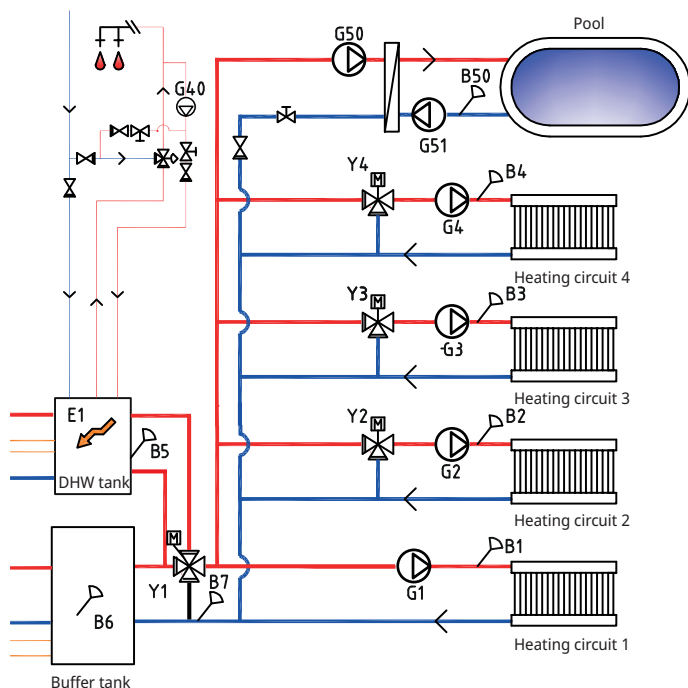 Pool
G50
G40
B50
G51
Y4
M
B4
G4
Heating circuit 4
Y3
M
B3
-G3
Heating circuit 3
E1
Y2
M
B2
B5
G2
DHW tank
Heating circuit 2
M
B1
Y1
B7
G1
B6
Heating circuit 1
Buffer tank